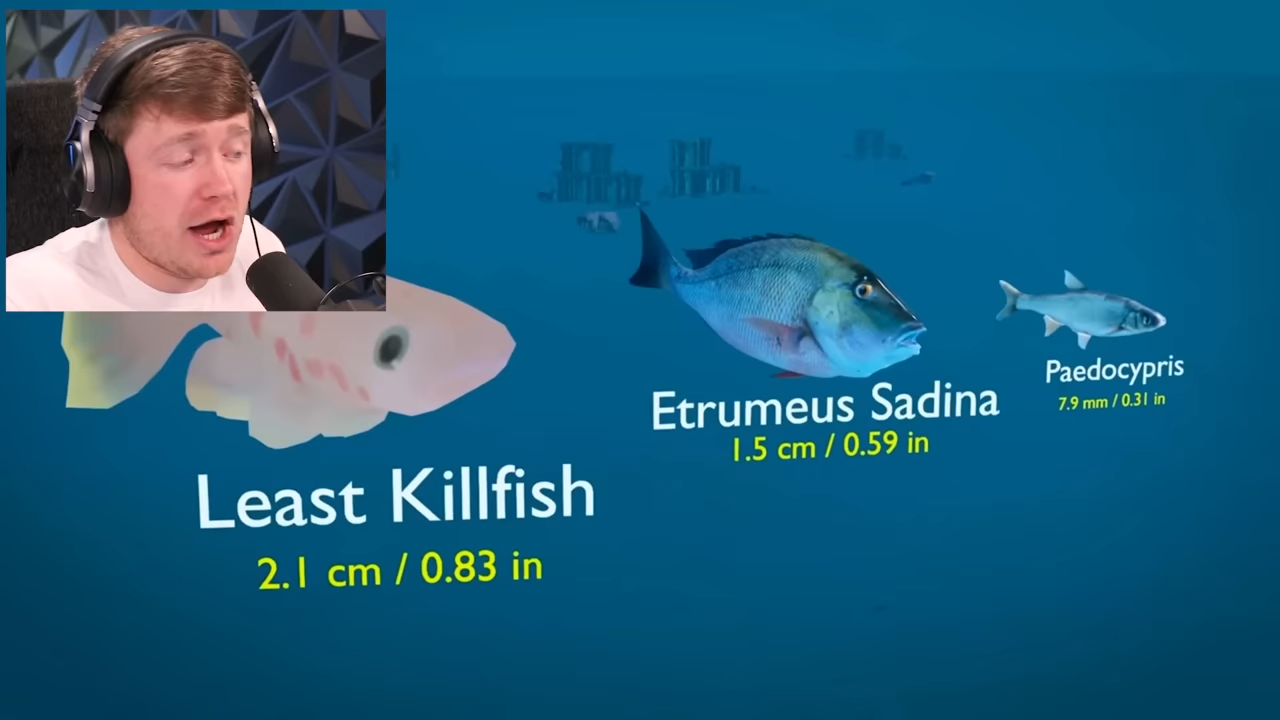 Least Killfish
2.1 cm / 0.83 in
Etrumeus Sadina
1.5 cm / 0.59 in
Paedocypris
7.9 mm / 0.31 in